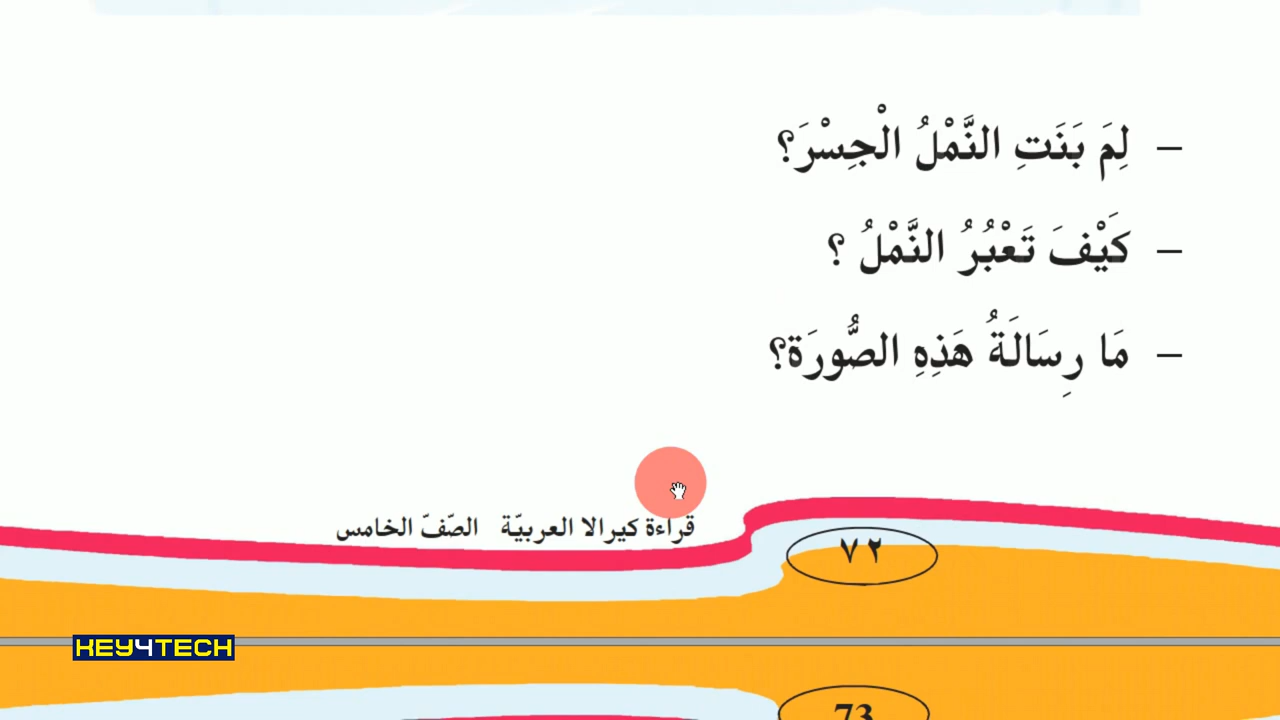 – لِمَ بَنَتِ النَّمْلُ الْجِسْرَ؟
– كَيْفَ تَعْبُرُ النَّمْلُ ؟
– مَا رِسَالَةُ هَذِهِ الصُّورَة؟
قراءة كيرالا العربيّة الصّفّ الخامس
٧٢
KEY4TECH
73